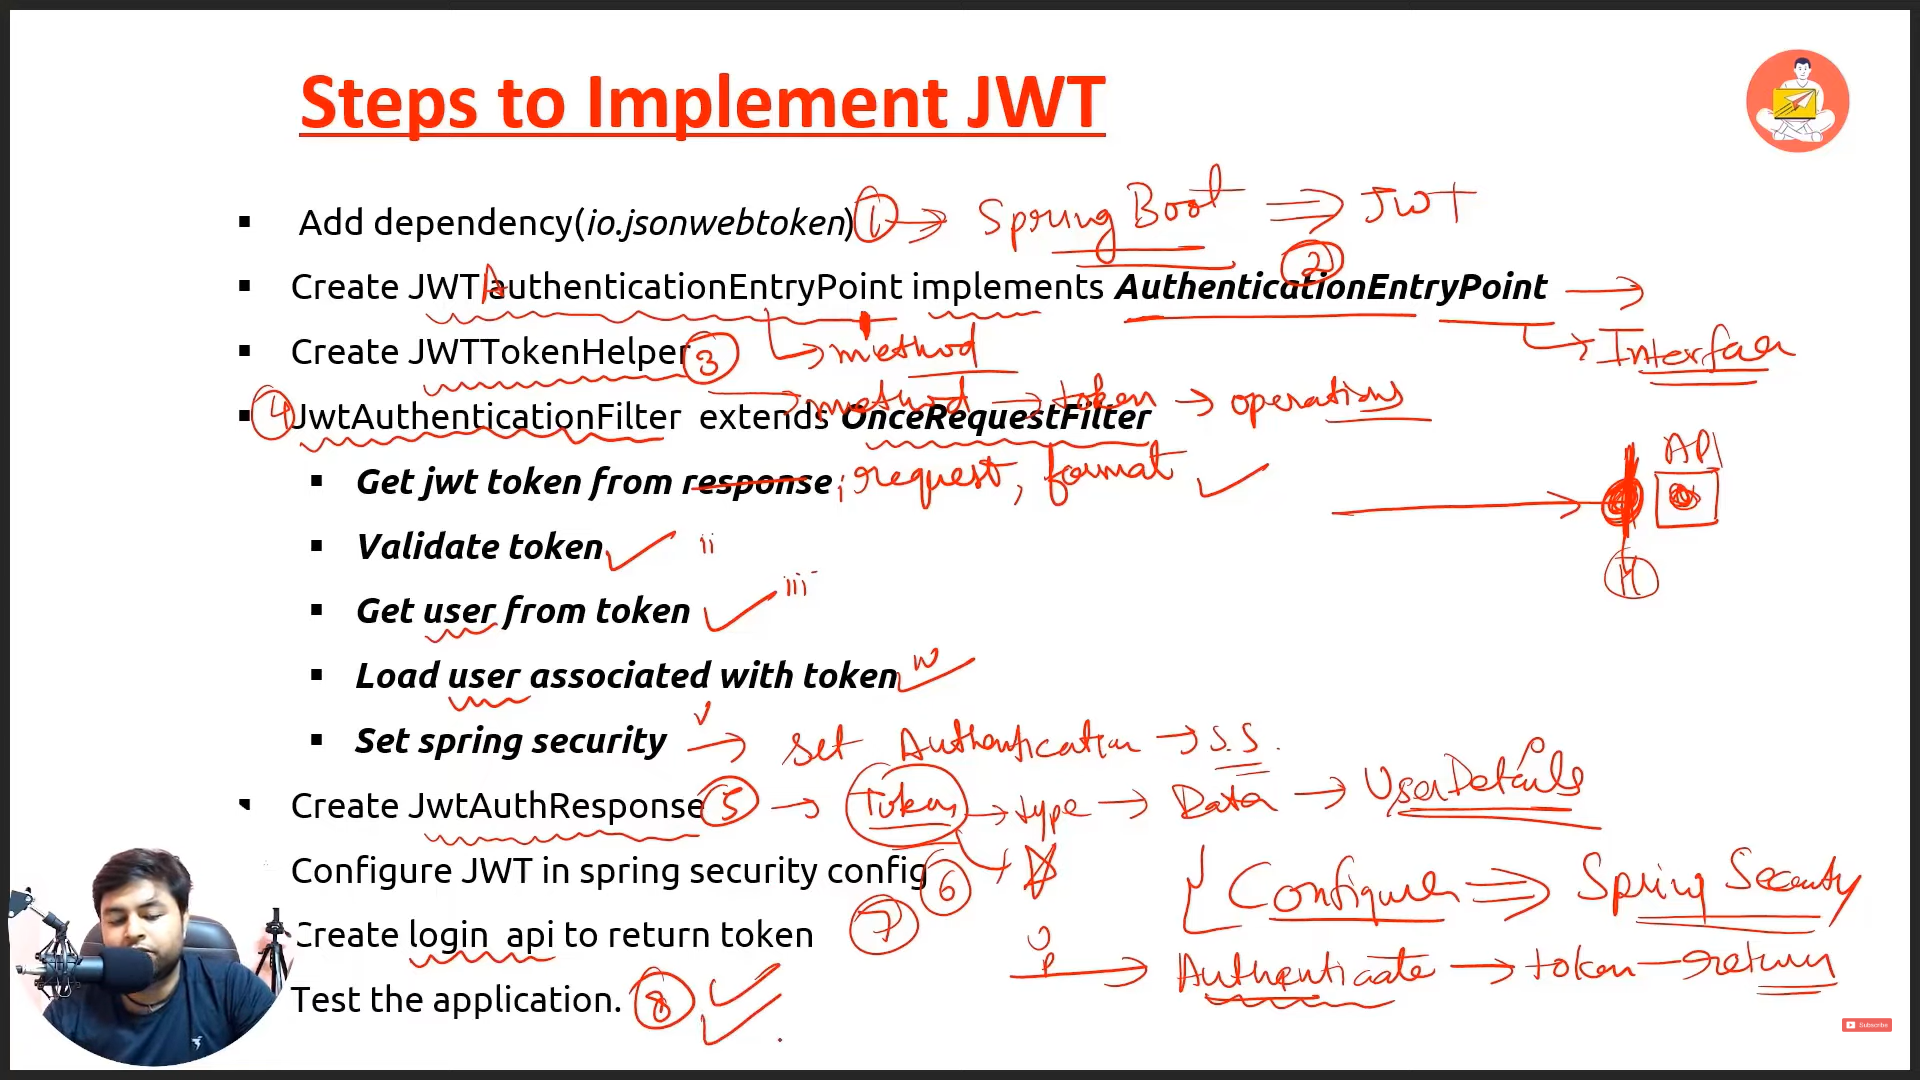 Steps to Implement JWT
Add dependency(io.jsonwebtoken) 1 → Spring Boot ⇒ JWT
2
Create JWTAuthenticationEntryPoint implements AuthenticationEntryPoint →
Create JWTTokenHelper 3 → method → Interface
→ method → token → operations
4 JwtAuthenticationFilter extends OnceRequestFilter
API
Get jwt token from response i request, format
Validate token ii
H
Get user from token iii
Load user associated with token iv
Set spring security v → set Authentication → S.S.
Create JwtAuthResponse 5 → Token → type → Data → UserDetails
Configure JWT in spring security config 6 Configure ⇒ Spring Security
Create login api to return token 7
U
P → Authenticate → token → return
Test the application. 8
Subscribe